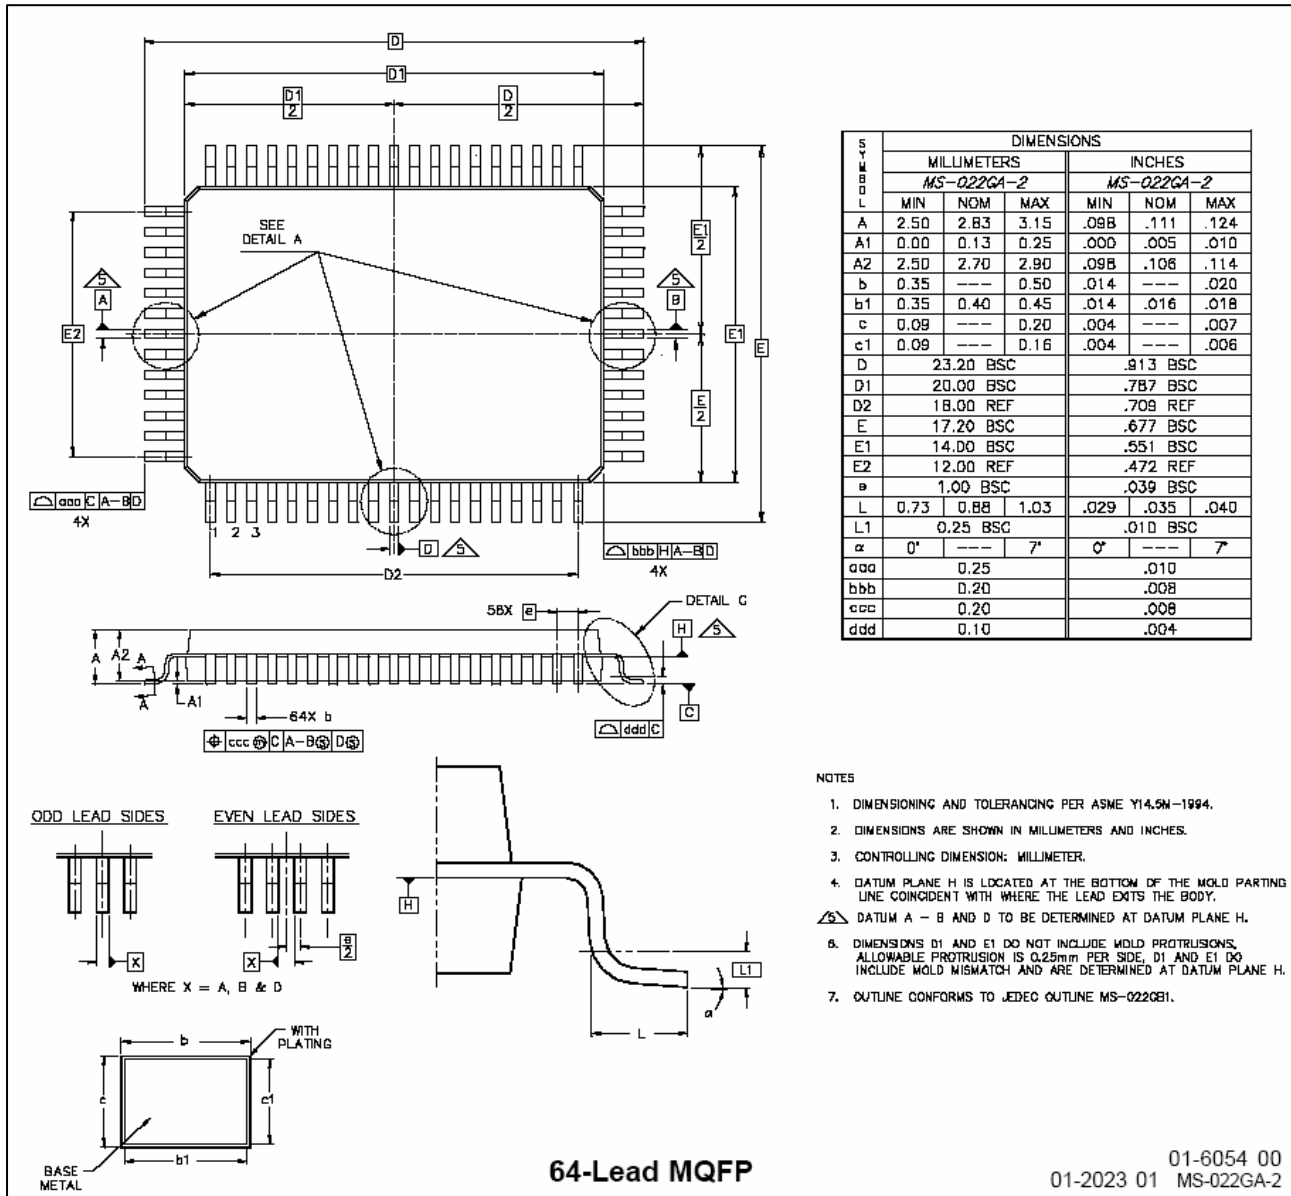 D
D1
D1
2
D
2
SEE
DETAIL A
5
A
E2
5
B
E1
2
E1
E
E
2
aaa C A-B D
4X
1 2 3
D 5
bbb H A-B D
4X
D2
58X e
DETAIL C
H 5
A A2 A
A
A1
64X b
ccc M C A-B S D S
C
ddd C
SYMBOL
DIMENSIONS
MILLIMETERS INCHES
MS-022GA-2 MS-022GA-2
MIN NOM MAX MIN NOM MAX
A 2.50 2.83 3.15 .098 .111 .124
A1 0.00 0.13 0.25 .000 .005 .010
A2 2.50 2.70 2.90 .098 .106 .114
b 0.35 --- 0.50 .014 --- .020
b1 0.35 0.40 0.45 .014 .016 .018
c 0.09 --- 0.20 .004 --- .007
c1 0.09 --- 0.16 .004 --- .006
D 23.20 BSC .913 BSC
D1 20.00 BSC .787 BSC
D2 18.00 REF .709 REF
E 17.20 BSC .677 BSC
E1 14.00 BSC .551 BSC
E2 12.00 REF .472 REF
e 1.00 BSC .039 BSC
L 0.73 0.88 1.03 .029 .035 .040
L1 0.25 BSC .010 BSC
α 0° --- 7° 0° --- 7°
aaa 0.25 .010
bbb 0.20 .008
ccc 0.20 .008
ddd 0.10 .004
ODD LEAD SIDES
EVEN LEAD SIDES
X
X
e
2
WHERE X = A, B & D
H
L1
L
α
b
WITH
PLATING
c
c1
b1
BASE
METAL
NOTES
1. DIMENSIONING AND TOLERANCING PER ASME Y14.5M-1994.
2. DIMENSIONS ARE SHOWN IN MILLIMETERS AND INCHES.
3. CONTROLLING DIMENSION: MILLIMETER.
4. DATUM PLANE H IS LOCATED AT THE BOTTOM OF THE MOLD PARTING
LINE COINCIDENT WITH WHERE THE LEAD EXITS THE BODY.
5 DATUM A - B AND D TO BE DETERMINED AT DATUM PLANE H.
6. DIMENSIONS D1 AND E1 DO NOT INCLUDE MOLD PROTRUSIONS,
ALLOWABLE PROTRUSION IS 0.25mm PER SIDE, D1 AND E1 DO
INCLUDE MOLD MISMATCH AND ARE DETERMINED AT DATUM PLANE H.
7. OUTLINE CONFORMS TO JEDEC OUTLINE MS-022GB1.
64-Lead MQFP
01-6054 00
01-2023 01 MS-022GA-2